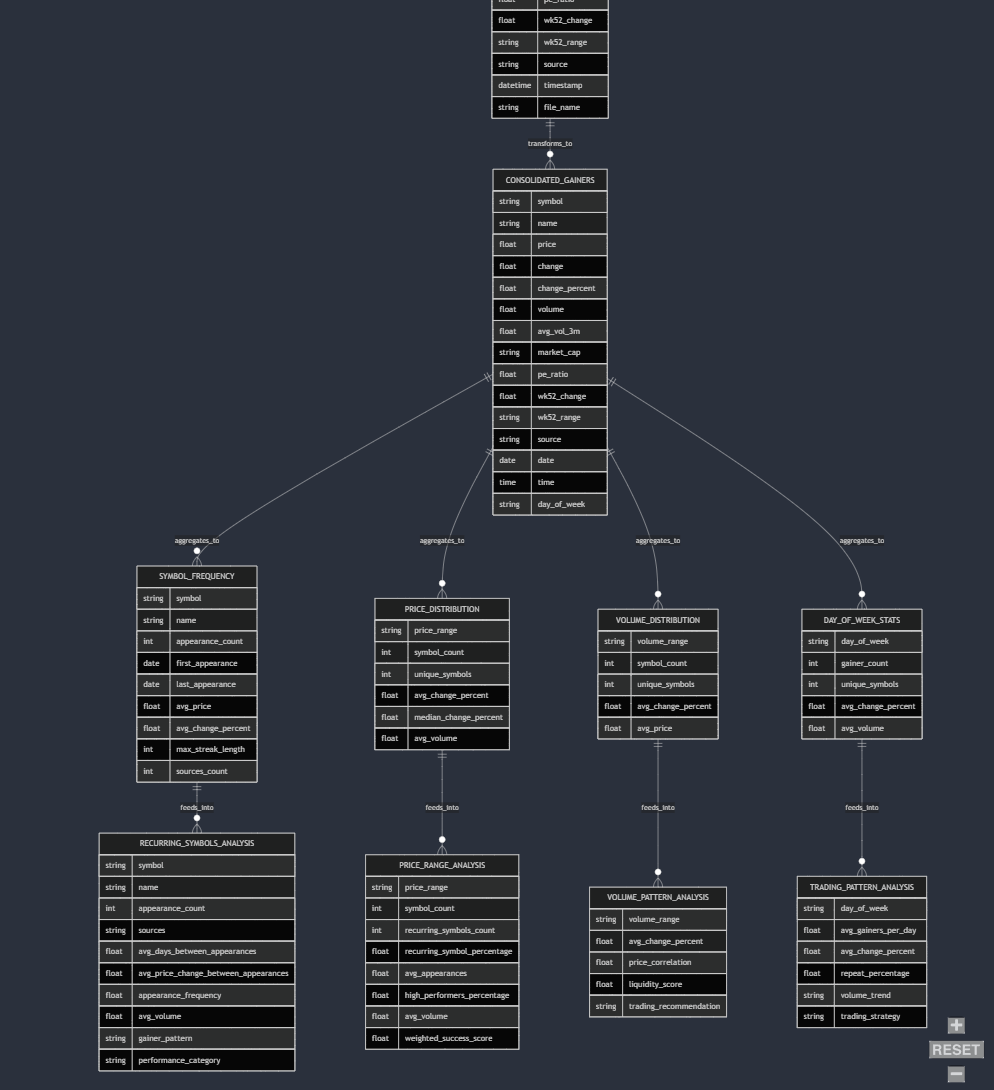 float pe_ratio
float wk52_change
string wk52_range
string source
datetime timestamp
string file_name
transforms_to
CONSOLIDATED_GAINERS
string symbol
string name
float price
float change
float change_percent
float volume
float avg_vol_3m
string market_cap
float pe_ratio
float wk52_change
string wk52_range
string source
date date
time time
string day_of_week
aggregates_to
aggregates_to
aggregates_to
aggregates_to
SYMBOL_FREQUENCY
string symbol
string name
int appearance_count
date first_appearance
date last_appearance
float avg_price
float avg_change_percent
int max_streak_length
int sources_count
PRICE_DISTRIBUTION
string price_range
int symbol_count
int unique_symbols
float avg_change_percent
float median_change_percent
float avg_volume
VOLUME_DISTRIBUTION
string volume_range
int symbol_count
int unique_symbols
float avg_change_percent
float avg_price
DAY_OF_WEEK_STATS
string day_of_week
int gainer_count
int unique_symbols
float avg_change_percent
float avg_volume
feeds_into
feeds_into
feeds_into
feeds_into
RECURRING_SYMBOLS_ANALYSIS
string symbol
string name
int appearance_count
string sources
float avg_days_between_appearances
float avg_price_change_between_appearances
float appearance_frequency
float avg_volume
string gainer_pattern
string performance_category
PRICE_RANGE_ANALYSIS
string price_range
int symbol_count
int recurring_symbols_count
float recurring_symbol_percentage
float avg_appearances
float high_performers_percentage
float avg_volume
float weighted_success_score
VOLUME_PATTERN_ANALYSIS
string volume_range
float avg_change_percent
float price_correlation
float liquidity_score
string trading_recommendation
TRADING_PATTERN_ANALYSIS
string day_of_week
float avg_gainers_per_day
float avg_change_percent
float repeat_percentage
string volume_trend
string trading_strategy
+
RESET
−